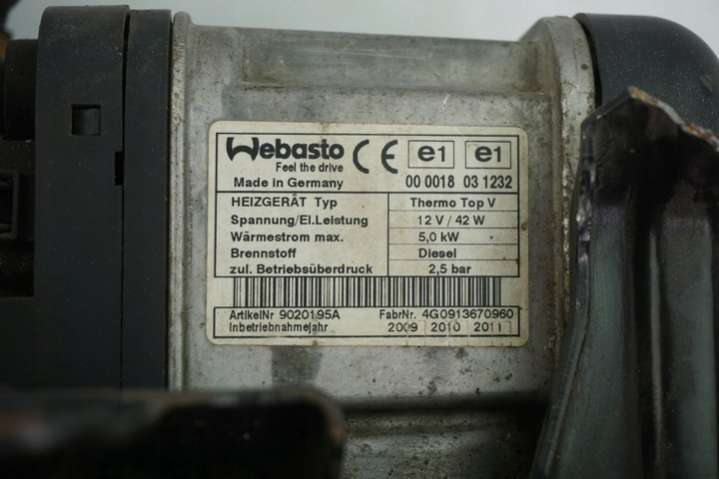 Webasto CE e1 e1
Feel the drive
Made in Germany 00 0018 03 1232
HEIZGERÄT Typ Thermo Top V
Spannung/El.Leistung 12 V / 42 W
Wärmestrom max. 5,0 kW
Brennstoff Diesel
zul. Betriebsüberdruck 2,5 bar
ArtikelNr 9020195A FabrNr. 4G0913670960
Inbetriebnahmejahr 2009 2010 2011